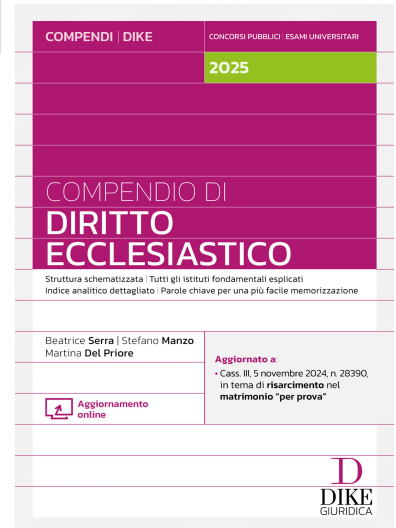 COMPENDI | DIKE
CONCORSI PUBBLICI | ESAMI UNIVERSITARI
2025
COMPENDIO DI
DIRITTO
ECCLESIASTICO
Struttura schematizzata | Tutti gli istituti fondamentali esplicati
Indice analitico dettagliato | Parole chiave per una più facile memorizzazione
Beatrice Serra | Stefano Manzo
Martina Del Priore
Aggiornamento
online
Aggiornato a:
• Cass. III, 5 novembre 2024, n. 28390,
in tema di risarcimento nel
matrimonio “per prova”
D
DIKE
GIURIDICA